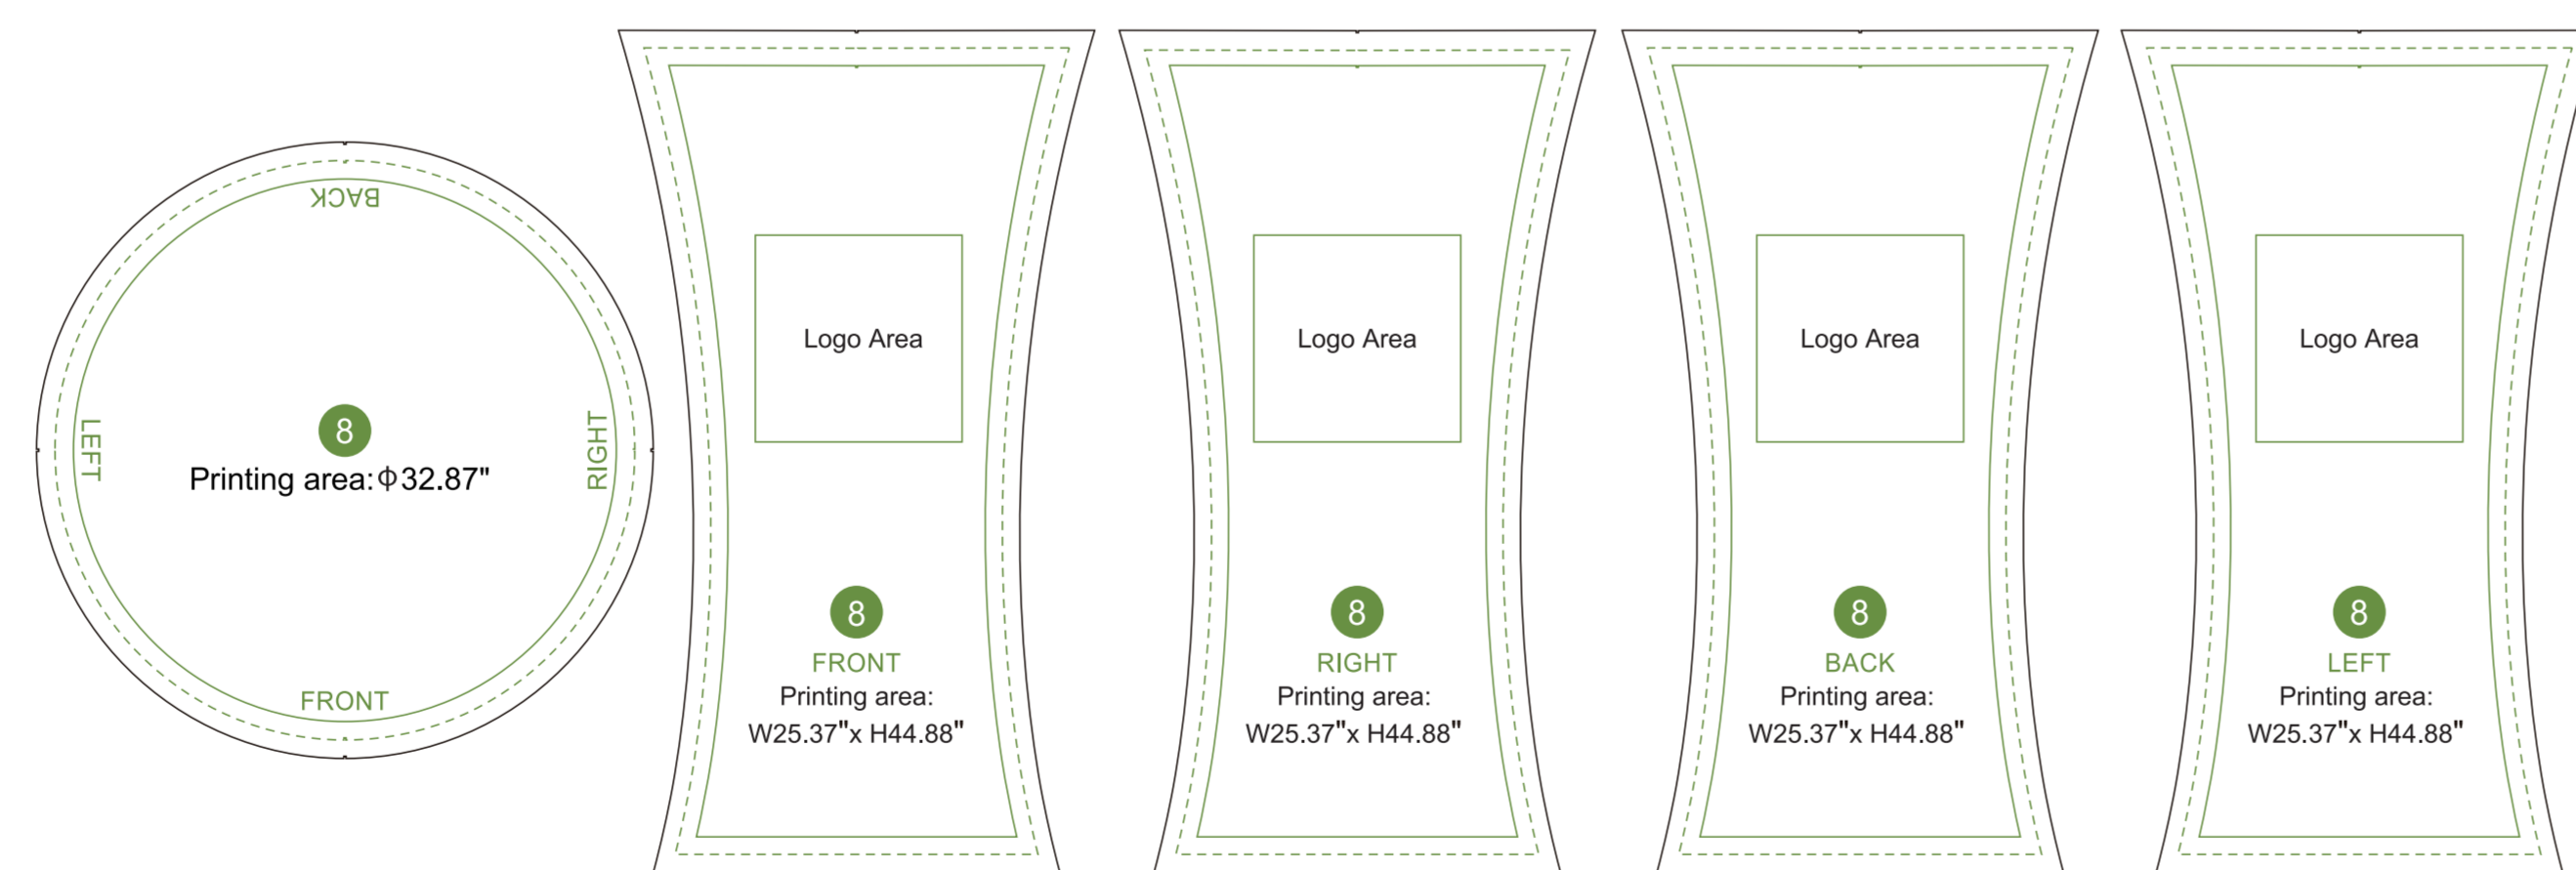 BACK
LEFT
RIGHT
8
Printing area:Φ32.87"
FRONT
Logo Area
8
FRONT
Printing area:
W25.37"x H44.88"
Logo Area
8
RIGHT
Printing area:
W25.37"x H44.88"
Logo Area
8
BACK
Printing area:
W25.37"x H44.88"
Logo Area
8
LEFT
Printing area:
W25.37"x H44.88"